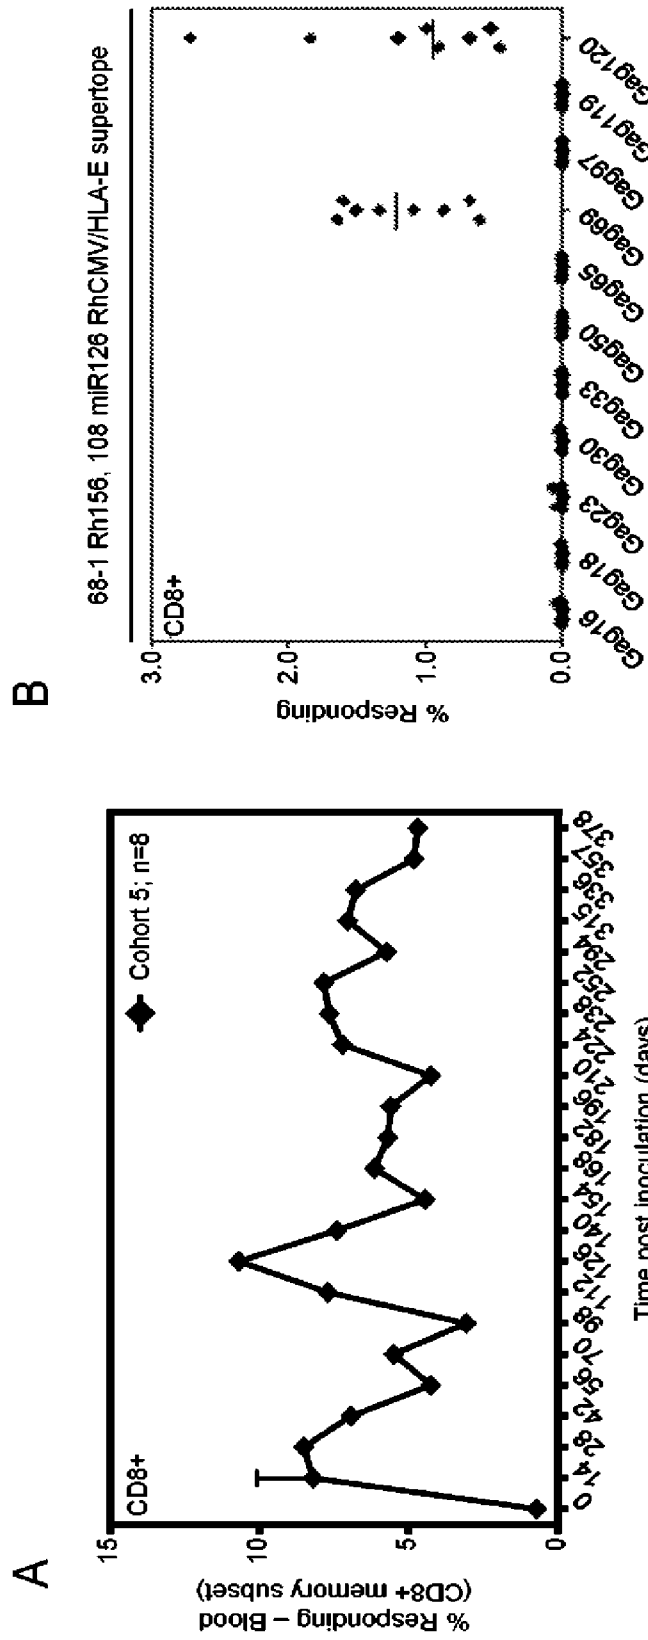 A
CD8+
Cohort 5; n=8
15
10
5
0
% Responding – Blood
(CD8+ memory subset)
0
14
28
42
56
70
98
112
126
140
154
168
182
196
210
224
238
252
294
315
336
357
378
Time post inoculation (days)
B
68-1 Rh156, 108 miR126 RhCMV/HLA-E supertope
CD8+
3.0
2.0
1.0
0.0
% Responding
Gag16
Gag18
Gag23
Gag30
Gag33
Gag50
Gag65
Gag69
Gag97
Gag119
Gag120